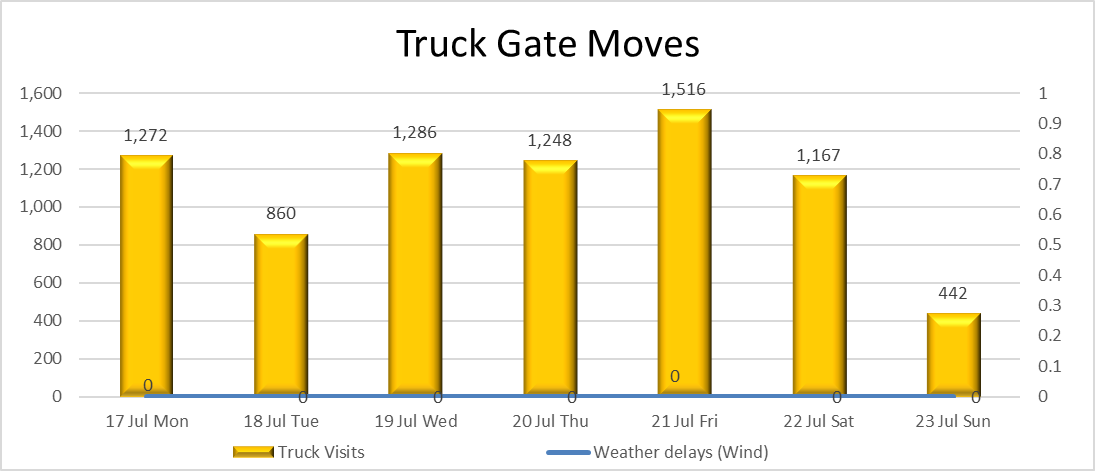 Truck Gate Moves
1,600 1
1,400 0.9
1,200 0.8
1,000 0.7
800 0.6
600 0.5
400 0.4
200 0.3
0 0.2
0.1
0
1,272 860 1,286 1,248 1,516 1,167 442
0 0 0 0 0 0 0
17 Jul Mon 18 Jul Tue 19 Jul Wed 20 Jul Thu 21 Jul Fri 22 Jul Sat 23 Jul Sun
Truck Visits Weather delays (Wind)